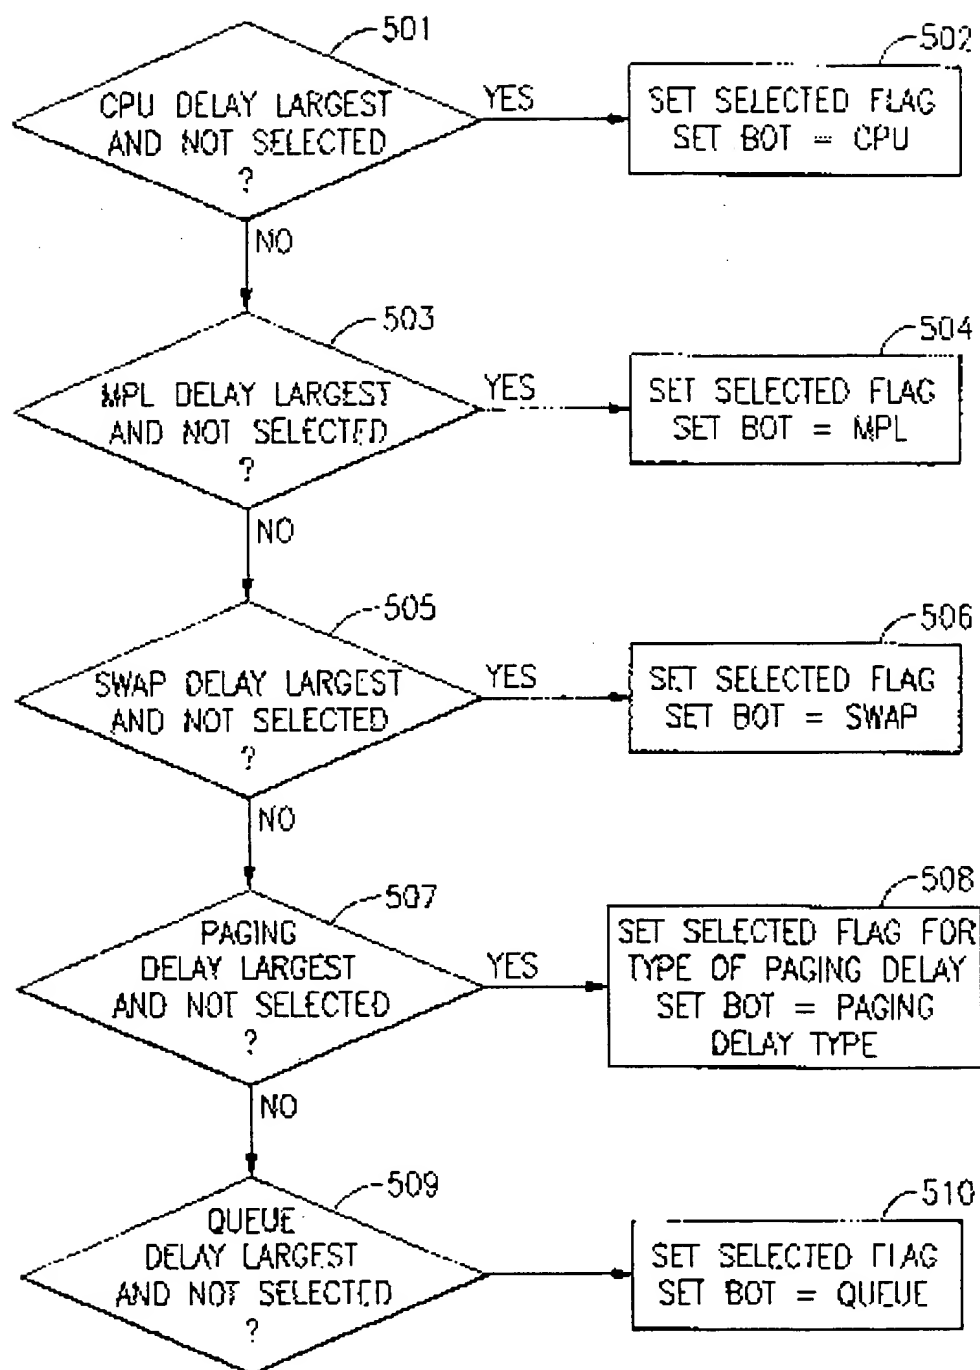 501
CPU DELAY LARGEST
AND NOT SELECTED
?
YES
502
SET SELECTED FLAG
SET BOT = CPU
NO
503
MPL DELAY LARGEST
AND NOT SELECTED
?
YES
504
SET SELECTED FLAG
SET BOT = MPL
NO
505
SWAP DELAY LARGEST
AND NOT SELECTED
?
YES
506
SET SELECTED FLAG
SET BOT = SWAP
NO
507
PAGING
DELAY LARGEST
AND NOT SELECTED
?
YES
508
SET SELECTED FLAG FOR
TYPE OF PAGING DELAY
SET BOT = PAGING
DELAY TYPE
NO
509
QUEUE
DELAY LARGEST
AND NOT SELECTED
?
510
SET SELECTED FLAG
SET BOT = QUEUE